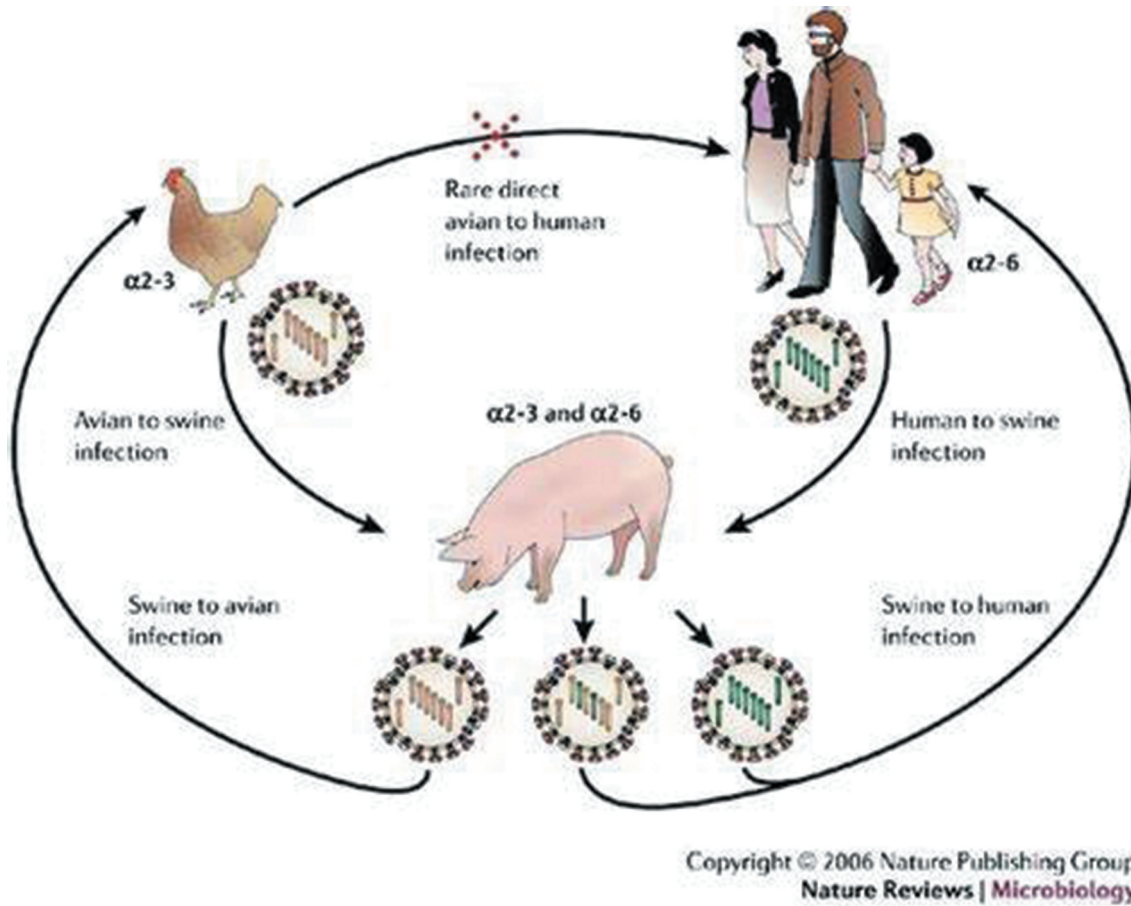 Rare direct
avian to human
infection
α2-3
α2-6
Avian to swine
infection
α2-3 and α2-6
Human to swine
infection
Swine to avian
infection
Swine to human
infection
Copyright © 2006 Nature Publishing Group
Nature Reviews | Microbiology